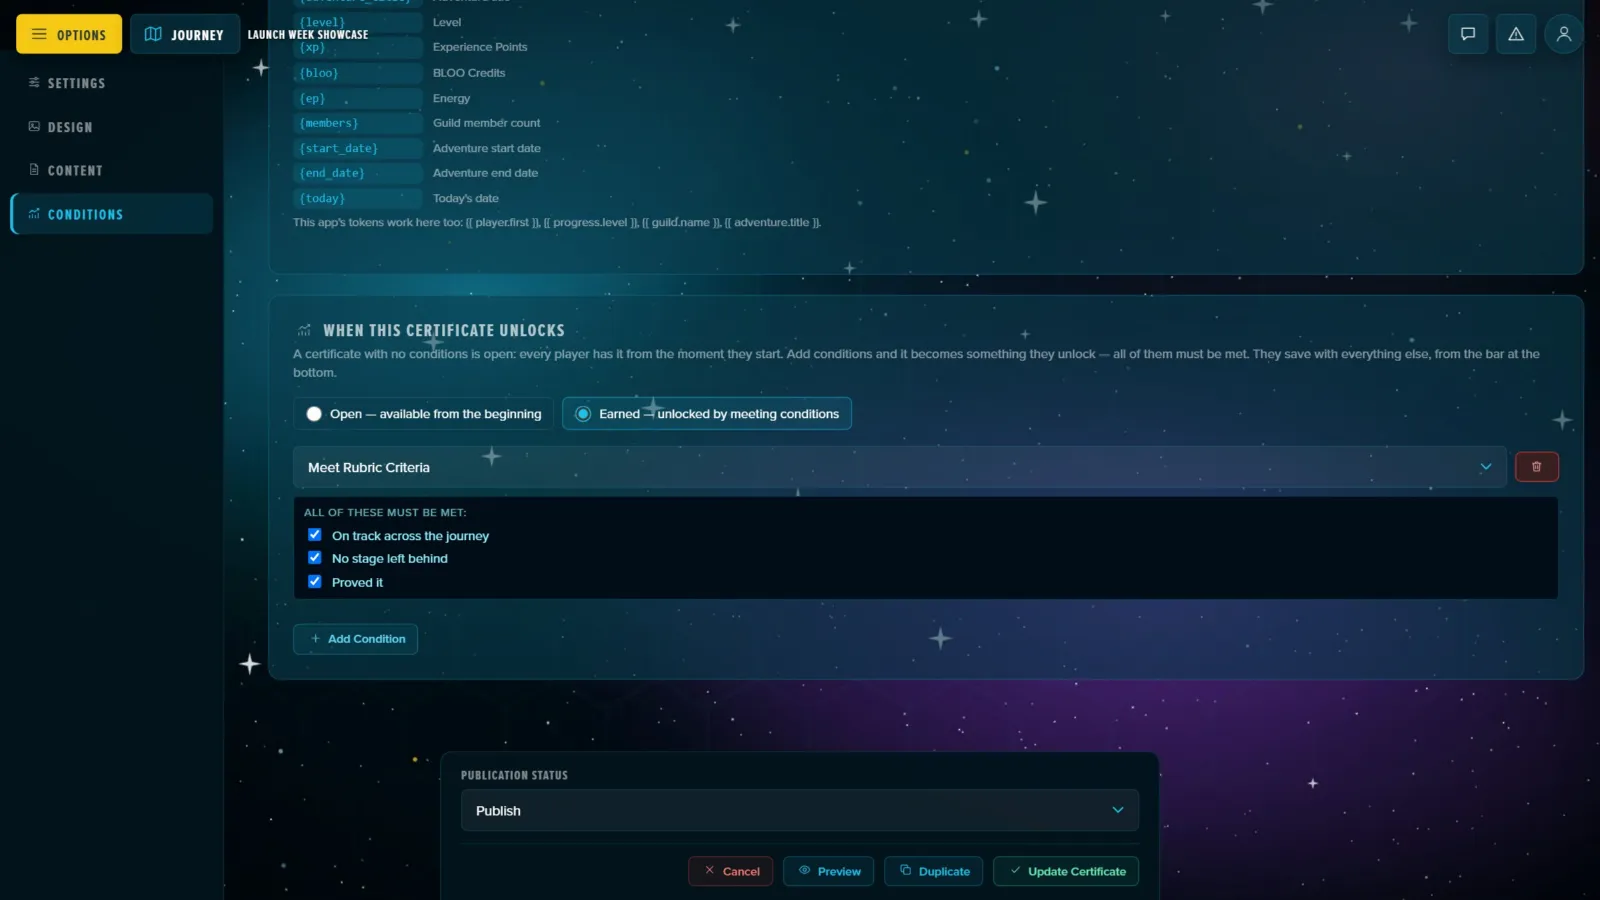 OPTIONS
JOURNEY
LAUNCH WEEK SHOWCASE
SETTINGS
DESIGN
CONTENT
CONDITIONS
{level} Level
{xp} Experience Points
{bloo} BLOO Credits
{ep} Energy
{members} Guild member count
{start_date} Adventure start date
{end_date} Adventure end date
{today} Today's date
This app's tokens work here too: {{ player.first }}, {{ progress.level }}, {{ guild.name }}, {{ adventure.title }}.
WHEN THIS CERTIFICATE UNLOCKS
A certificate with no conditions is open: every player has it from the moment they start. Add conditions and it becomes something they unlock — all of them must be met. They save with everything else, from the bar at the
bottom.
Open — available from the beginning
Earned — unlocked by meeting conditions
Meet Rubric Criteria
ALL OF THESE MUST BE MET:
On track across the journey
No stage left behind
Proved it
+ Add Condition
PUBLICATION STATUS
Publish
Cancel
Preview
Duplicate
Update Certificate